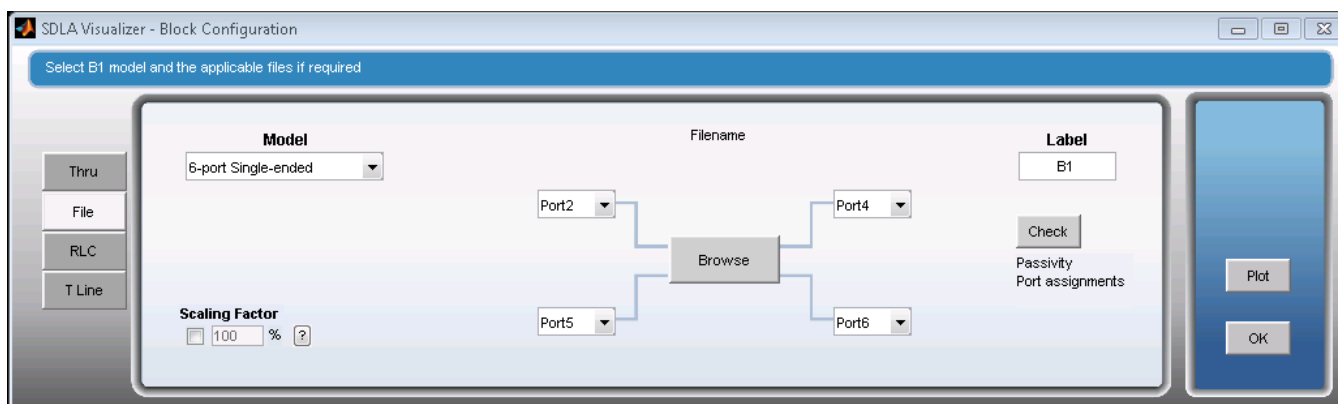 SDLA Visualizer - Block Configuration
Select B1 model and the applicable files if required
Thru
File
RLC
T Line
Model
6-port Single-ended
Scaling Factor
100 % ?
Filename
Port2
Port4
Browse
Port5
Port6
Label
B1
Check
Passivity
Port assignments
Plot
OK